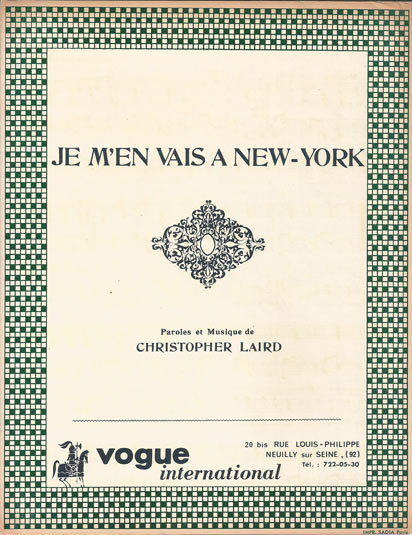 JE M'EN VAIS A NEW-YORK
Paroles et Musique de
CHRISTOPHER LAIRD
vogue
international
20 bis RUE LOUIS-PHILIPPE
NEUILLY sur SEINE, (92)
Tél. : 722-05-30
IMPR. SADIA Paris